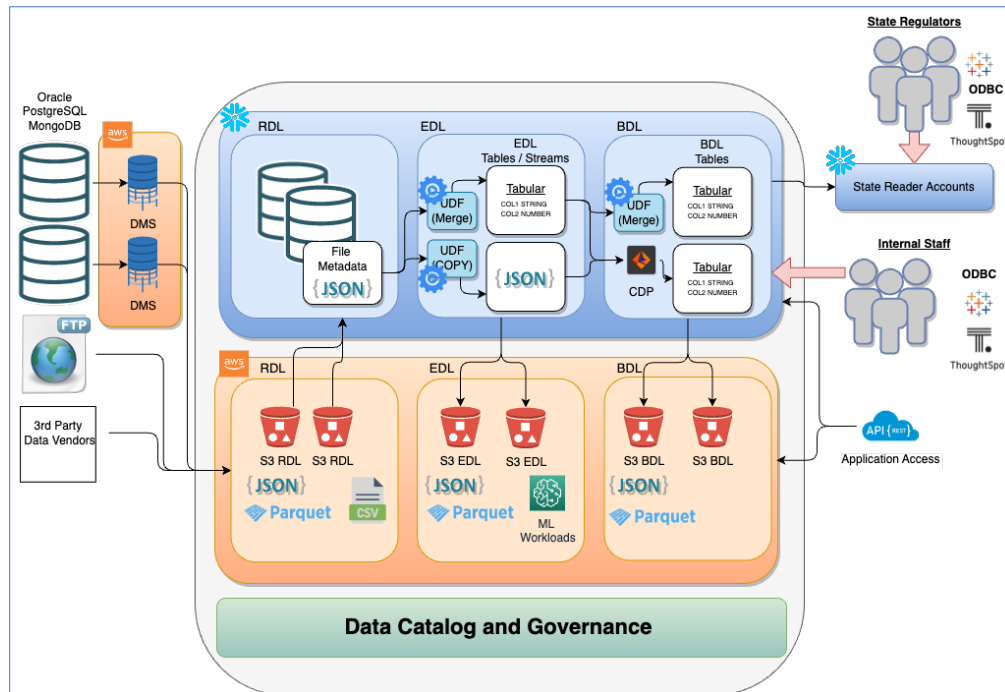 State Regulators
ODBC
ThoughtSpot
State Reader Accounts
Oracle
PostgreSQL
MongoDB
aws
DMS
DMS
FTP
3rd Party
Data Vendors
RDL
File
Metadata
{JSON}
EDL
EDL
Tables / Streams
UDF
(Merge)
Tabular
COL1 STRING
COL2 NUMBER
UDF
(COPY)
{JSON}
BDL
BDL
Tables
UDF
(Merge)
Tabular
COL1 STRING
COL2 NUMBER
CDP
Tabular
COL1 STRING
COL2 NUMBER
Internal Staff
ODBC
ThoughtSpot
aws
RDL
S3 RDL
S3 RDL
{JSON}
Parquet
CSV
EDL
S3 EDL
S3 EDL
{JSON}
Parquet
ML
Workloads
BDL
S3 BDL
S3 BDL
{JSON}
Parquet
API {REST}
Application Access
Data Catalog and Governance